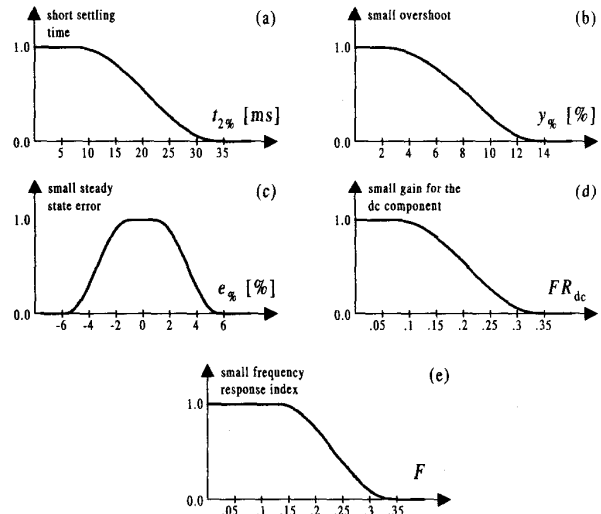 short settling
time
(a)
1.0
t2% [ms]
0.0
5 10 15 20 25 30 35
small overshoot
(b)
1.0
y% [%]
0.0
2 4 6 8 10 12 14
small steady
state error
(c)
1.0
e% [%]
0.0
-6 -4 -2 0 2 4 6
small gain for the
dc component
(d)
1.0
FRdc
0.0
.05 .1 .15 .2 .25 .3 .35
small frequency
response index
(e)
1.0
F
0.0
.05 .1 .15 .2 .25 .3 .35